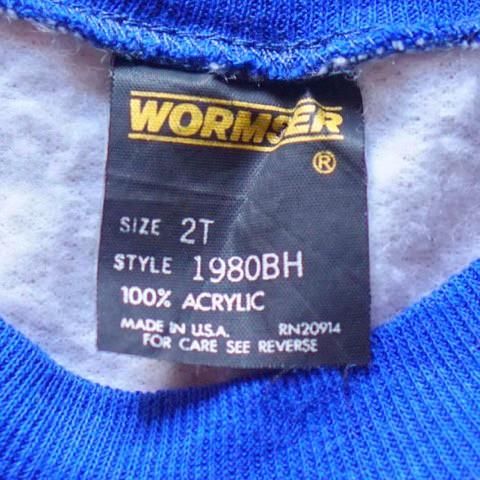 WORMSER
®
SIZE 2T
STYLE 1980BH
100% ACRYLIC
MADE IN U.S.A. RN20914
FOR CARE SEE REVERSE